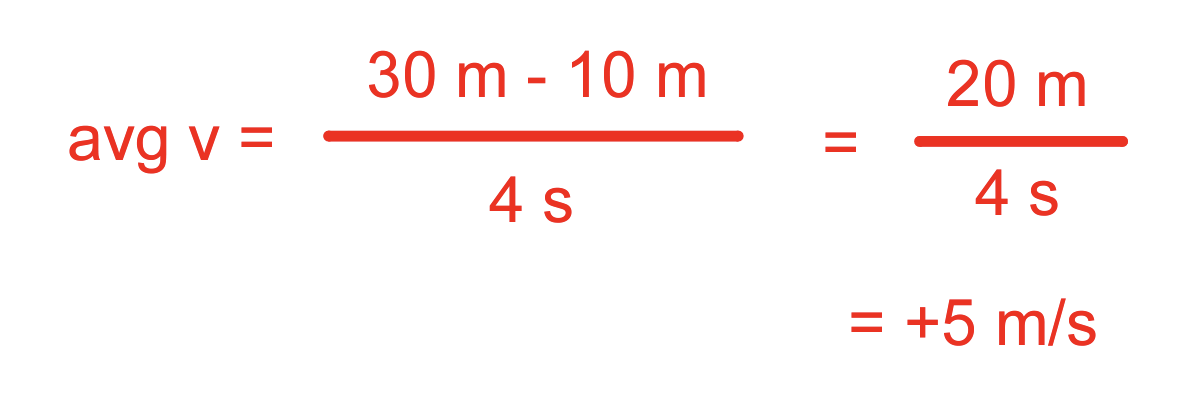 avg v = 30 m - 10 m / 4 s = 20 m / 4 s
= +5 m/s